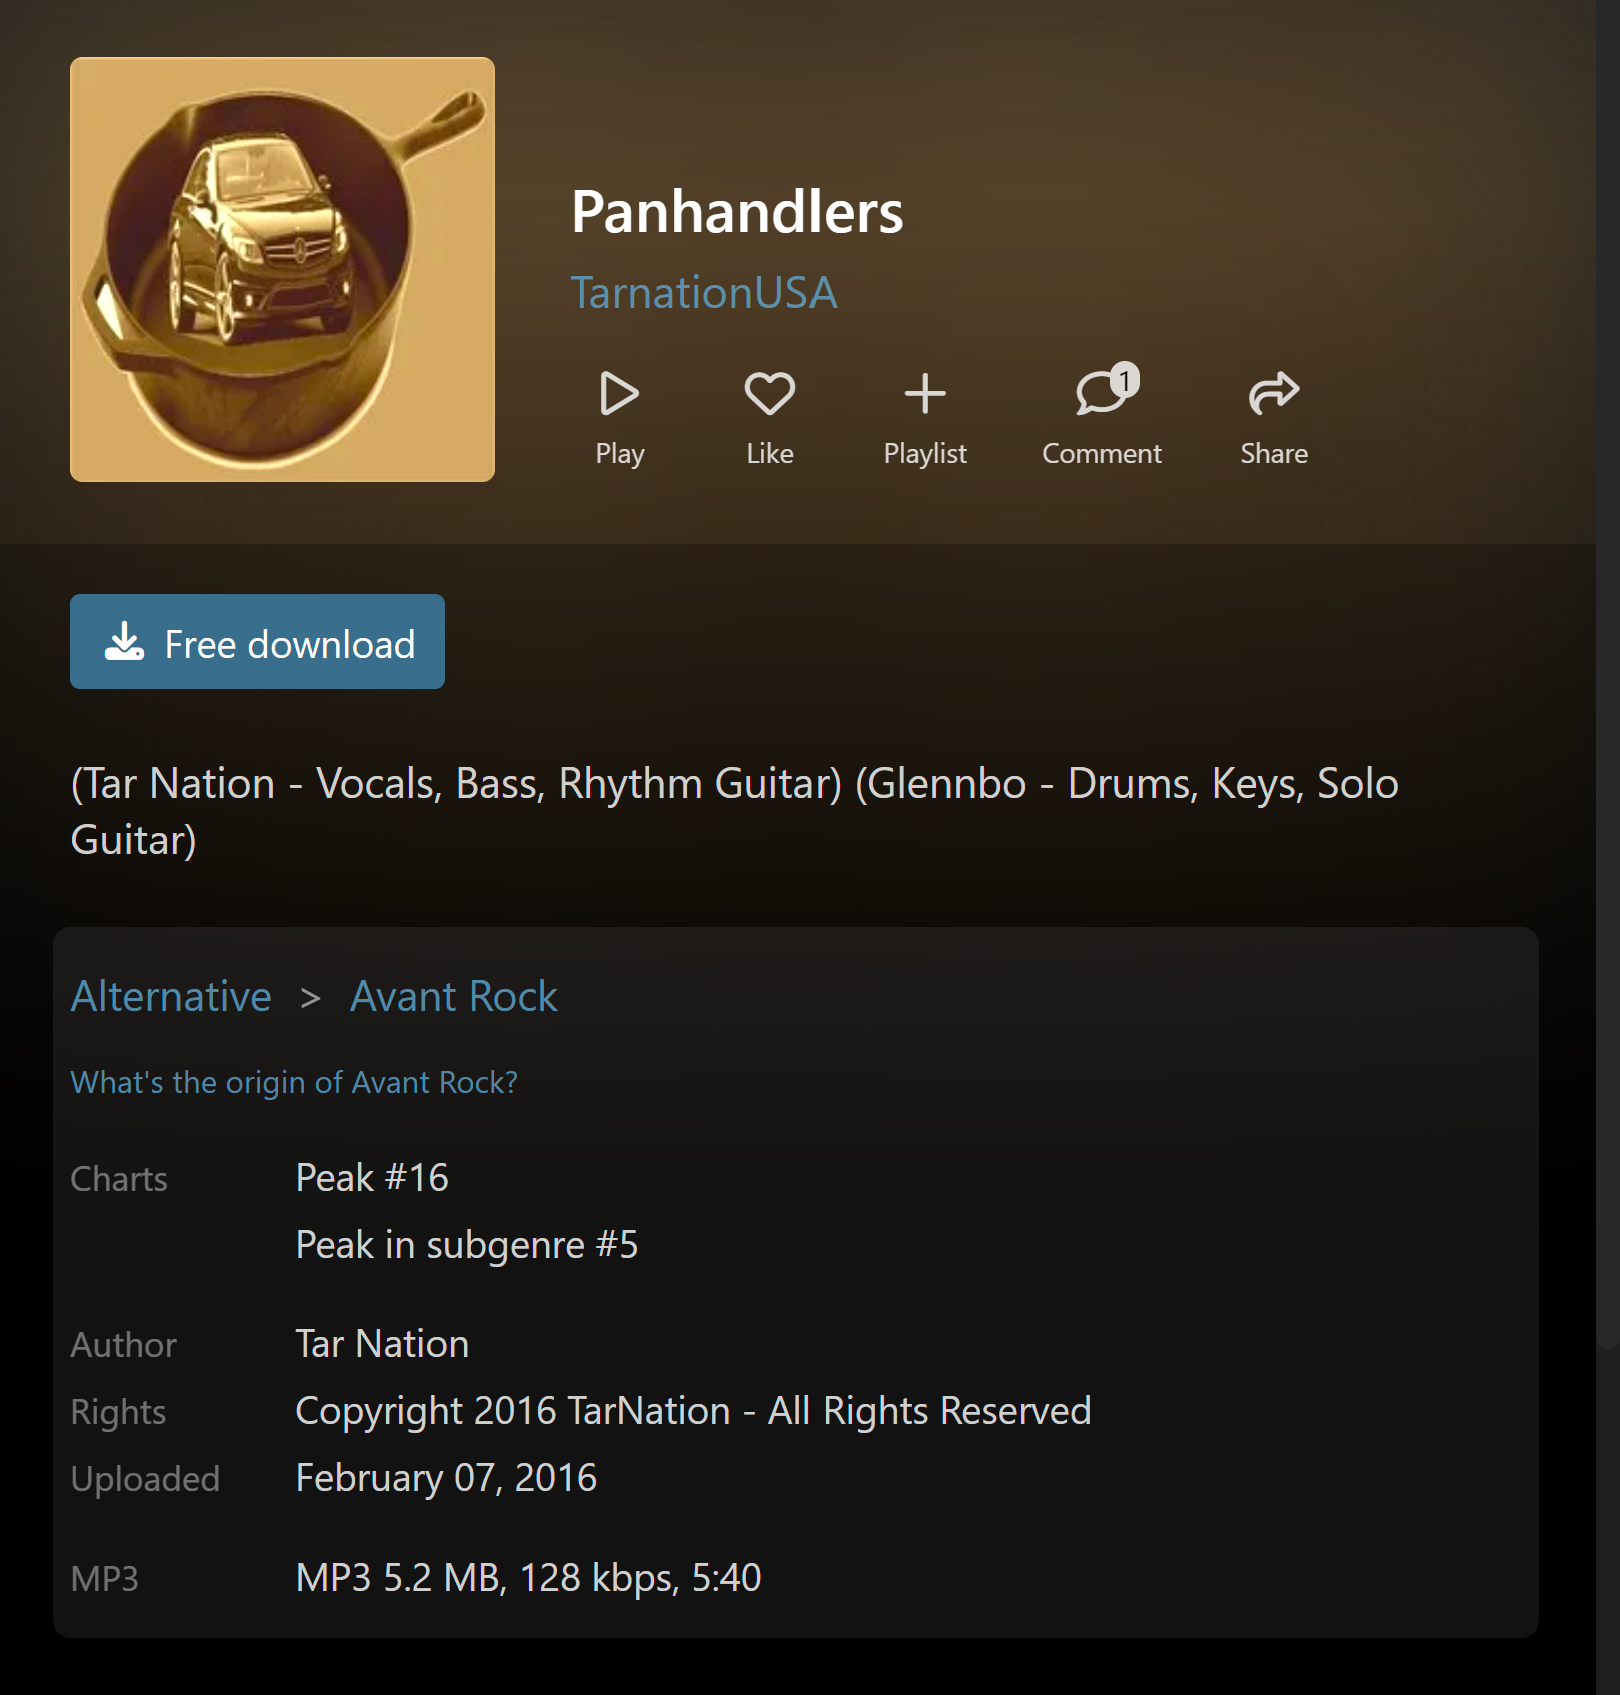 Panhandlers
TarnationUSA
1
Play
Like
Playlist
Comment
Share
Free download
(Tar Nation - Vocals, Bass, Rhythm Guitar) (Glennbo - Drums, Keys, Solo
Guitar)
Alternative > Avant Rock
What's the origin of Avant Rock?
Charts Peak #16
Peak in subgenre #5
Author Tar Nation
Rights Copyright 2016 TarNation - All Rights Reserved
Uploaded February 07, 2016
MP3 MP3 5.2 MB, 128 kbps, 5:40